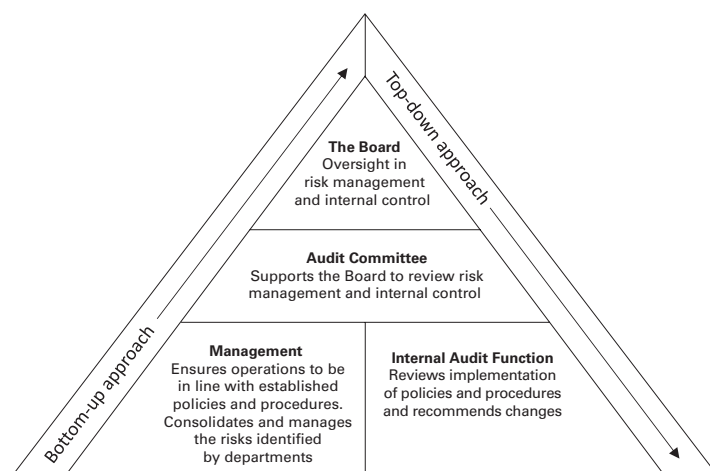 Top-down approach
The Board
Oversight in
risk management
and internal control
Audit Committee
Supports the Board to review risk
management and internal control
Bottom-up approach
Management
Ensures operations to be
in line with established
policies and procedures.
Consolidates and manages
the risks identified
by departments
Internal Audit Function
Reviews implementation
of policies and procedures
and recommends changes